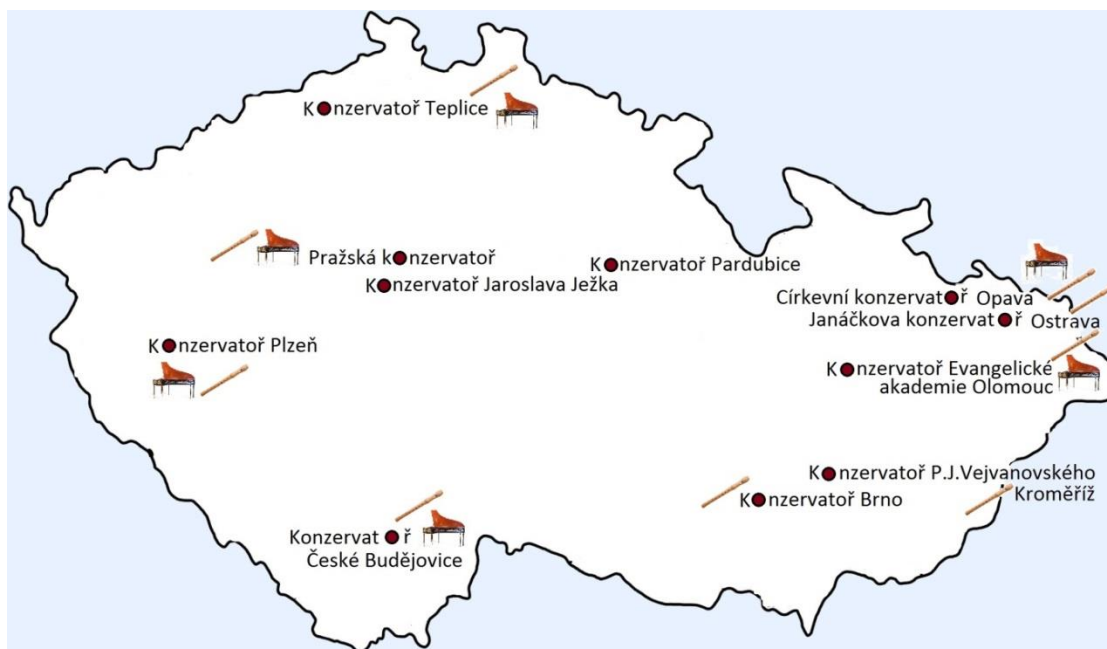 Konzervatoř Teplice
Pražská konzervatoř
Konzervatoř Jaroslava Ježka
Konzervatoř Pardubice
Církevní konzervatoř Opava
Janáčkova konzervatoř Ostrava
Konzervatoř Plzeň
Konzervatoř Evangelické
akademie Olomouc
Konzervatoř P.J.Vejvanovského
Kroměříž
Konzervatoř Brno
Konzervatoř
České Budějovice